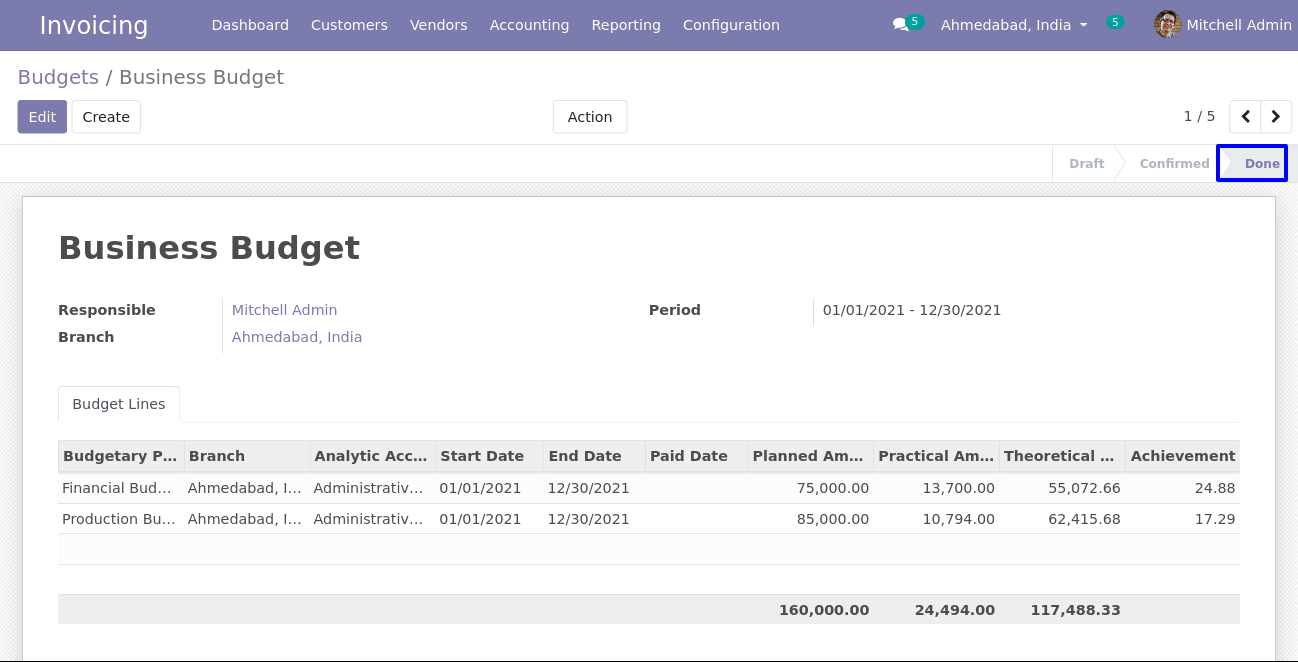 Invoicing Dashboard Customers Vendors Accounting Reporting Configuration 5 Ahmedabad, India 5 Mitchell Admin
Budgets / Business Budget
Edit Create Action 1 / 5
Draft Confirmed Done
Business Budget
Responsible Mitchell Admin Period 01/01/2021 - 12/30/2021
Branch Ahmedabad, India
Budget Lines
Budgetary P... Branch Analytic Acc... Start Date End Date Paid Date Planned Am... Practical Am... Theoretical ... Achievement
Financial Bud... Ahmedabad, I... Administrativ... 01/01/2021 12/30/2021 75,000.00 13,700.00 55,072.66 24.88
Production Bu... Ahmedabad, I... Administrativ... 01/01/2021 12/30/2021 85,000.00 10,794.00 62,415.68 17.29
160,000.00 24,494.00 117,488.33